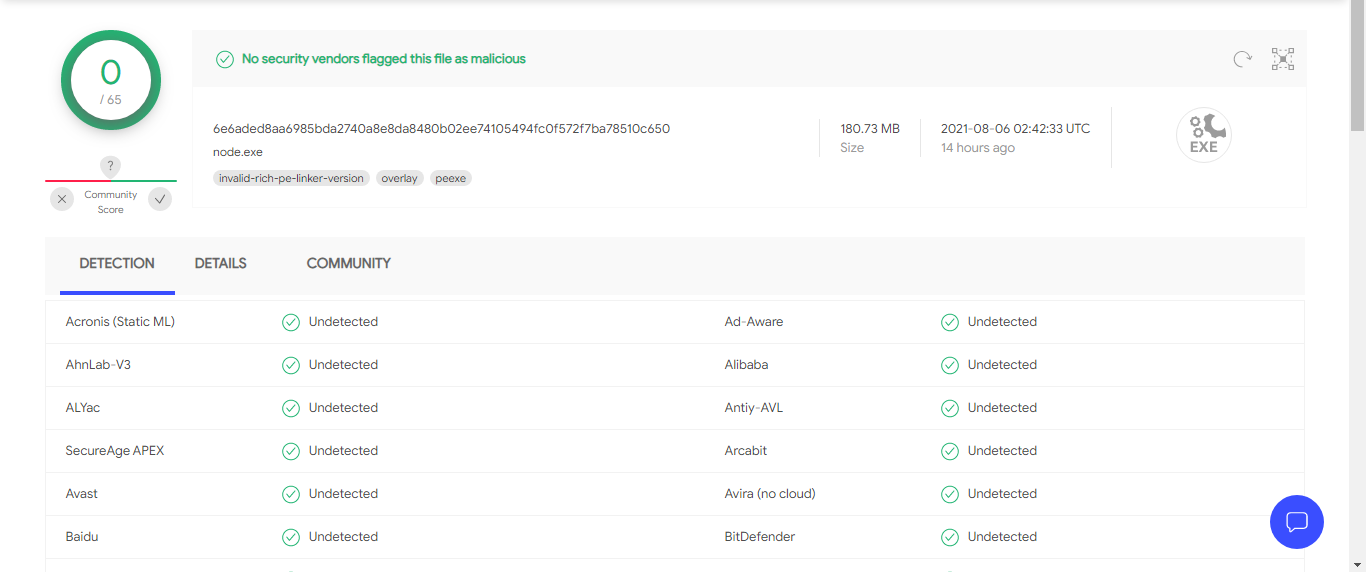 0
/ 65
?
Community
Score
No security vendors flagged this file as malicious
6e6aded8aa6985bda2740a8e8da8480b02ee74105494fc0f572f7ba78510c650
node.exe
invalid-rich-pe-linker-version overlay peexe
180.73 MB
Size
2021-08-06 02:42:33 UTC
14 hours ago
EXE
DETECTION DETAILS COMMUNITY
Acronis (Static ML) Undetected Ad-Aware Undetected
AhnLab-V3 Undetected Alibaba Undetected
ALYac Undetected Antiy-AVL Undetected
SecureAge APEX Undetected Arcabit Undetected
Avast Undetected Avira (no cloud) Undetected
Baidu Undetected BitDefender Undetected